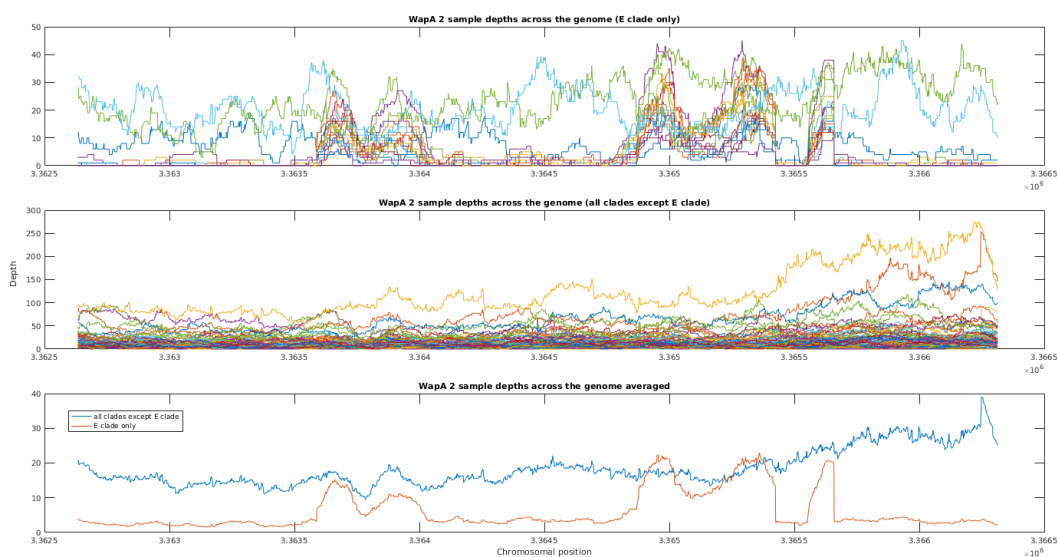 WapA 2 sample depths across the genome (E clade only)
50
40
30
20
10
0
3.3625 3.363 3.3635 3.364 3.3645 3.365 3.3655 3.366 3.3665
×10⁶
WapA 2 sample depths across the genome (all clades except E clade)
300
250
200
150
100
50
0
Depth
3.3625 3.363 3.3635 3.364 3.3645 3.365 3.3655 3.366 3.3665
×10⁶
WapA 2 sample depths across the genome averaged
40
30
20
10
0
all clades except E clade
E clade only
3.3625 3.363 3.3635 3.364 3.3645 3.365 3.3655 3.366 3.3665
Chromosomal position
×10⁶